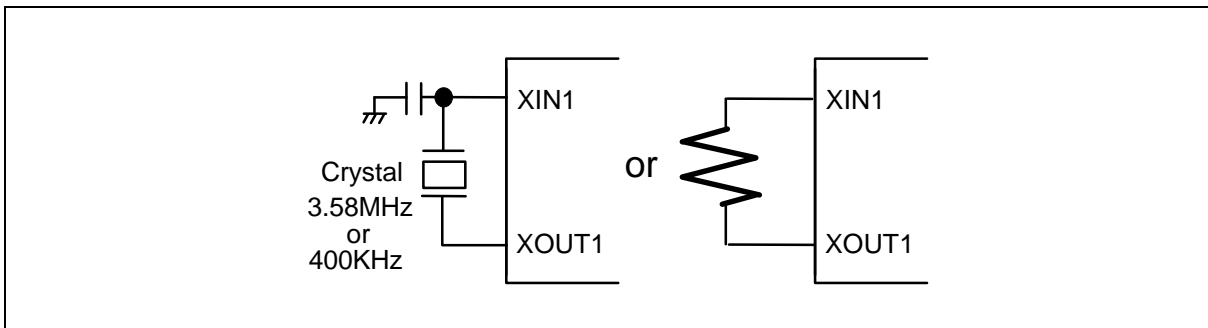 XIN1
Crystal
3.58MHz
or
400KHz
XOUT1
or
XIN1
XOUT1